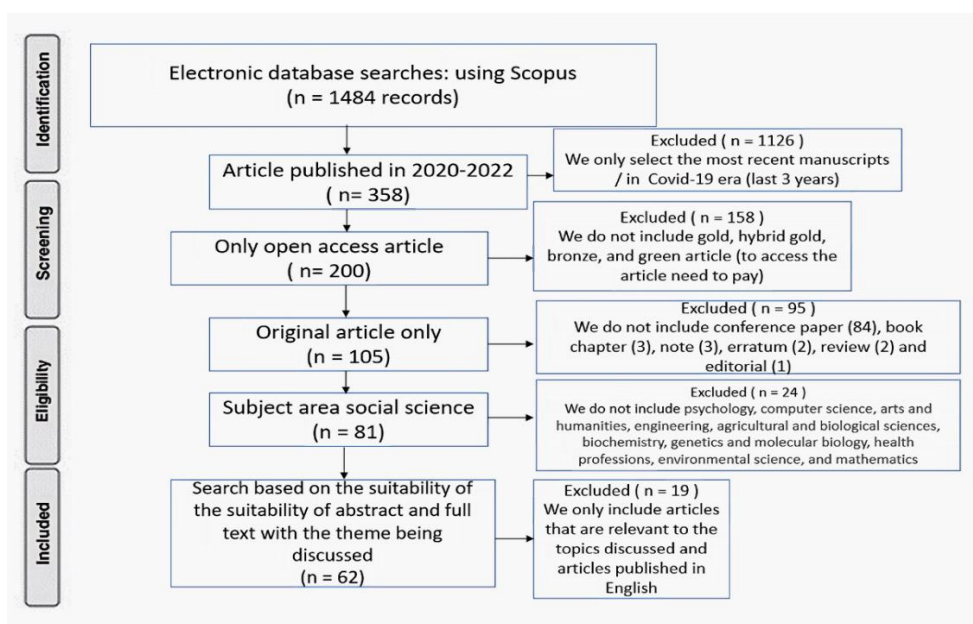 Identification
Electronic database searches: using Scopus
(n = 1484 records)
Excluded ( n = 1126 )
We only select the most recent manuscripts
/ in Covid-19 era (last 3 years)
Article published in 2020-2022
( n= 358)
Screening
Excluded ( n = 158 )
We do not include gold, hybrid gold,
bronze, and green article (to access the
article need to pay)
Only open access article
( n= 200)
Excluded ( n = 95 )
We do not include conference paper (84), book
chapter (3), note (3), erratum (2), review (2) and
editorial (1)
Original article only
(n = 105)
Eligibility
Excluded ( n = 24 )
We do not include psychology, computer science, arts and
humanities, engineering, agricultural and biological sciences,
biochemistry, genetics and molecular biology, health
professions, environmental science, and mathematics
Subject area social science
(n = 81)
Included
Search based on the suitability of
the suitability of abstract and full
text with the theme being
discussed
(n = 62)
Excluded ( n = 19 )
We only include articles
that are relevant to the
topics discussed and
articles published in
English